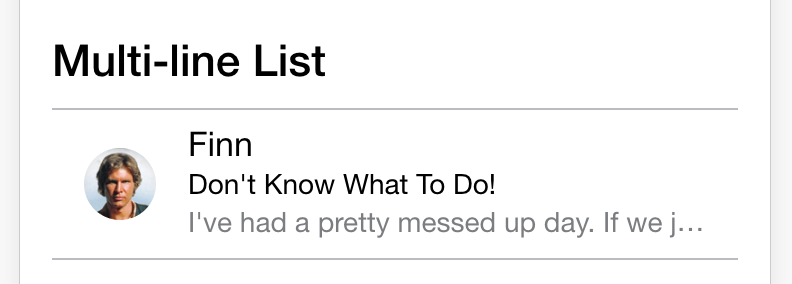 Multi-line List
Finn
Don't Know What To Do!
I've had a pretty messed up day. If we j…